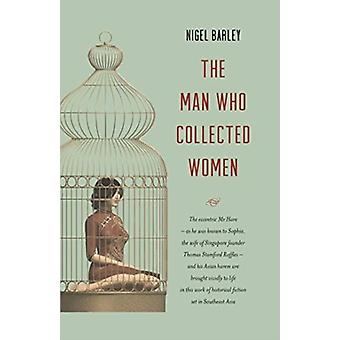 NIGEL BARLEY
THE
MAN WHO
COLLECTED
WOMEN
The eccentric Mr Hare
– as he was known to Sophia,
the wife of Singapore founder
Thomas Stamford Raffles –
and his Asian harem are
brought vividly to life
in this work of historical fiction
set in Southeast Asia